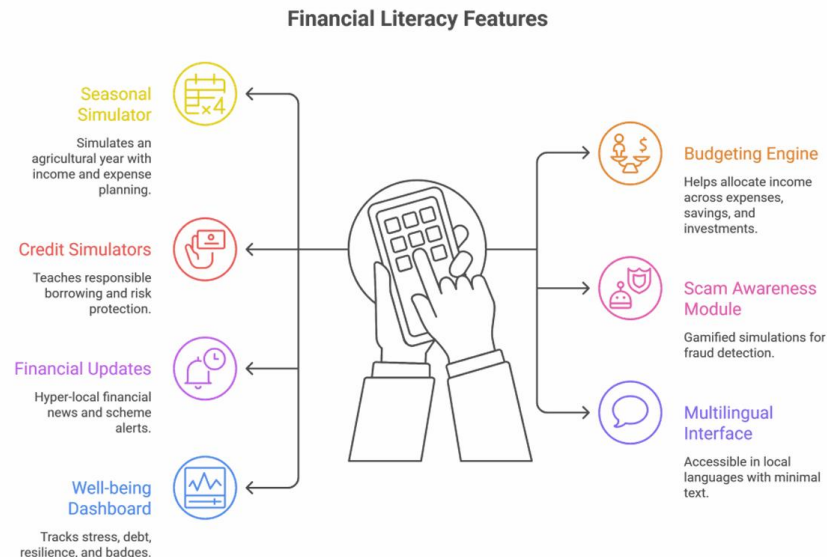 Financial Literacy Features
Seasonal
Simulator
Simulates an
agricultural year with
income and expense
planning.
×4
Credit Simulators
Teaches responsible
borrowing and risk
protection.
Financial Updates
Hyper-local financial
news and scheme
alerts.
Well-being
Dashboard
Tracks stress, debt,
resilience, and badges.
$
Budgeting Engine
Helps allocate income
across expenses,
savings, and
investments.
Scam Awareness
Module
Gamified simulations for
fraud detection.
Multilingual
Interface
Accessible in local
languages with minimal
text.